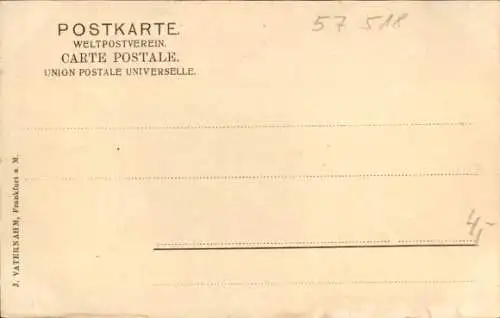 57 518
POSTKARTE.
WELTPOSTVEREIN.
CARTE POSTALE.
UNION POSTALE UNIVERSELLE.
J. VATERNAHM, Frankfurt a. M.
4,-